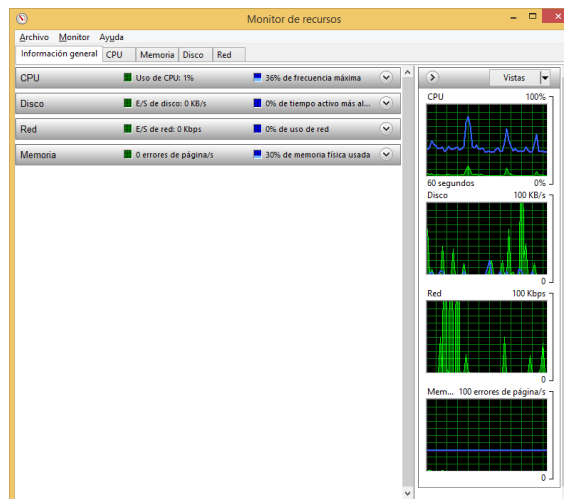 Monitor de recursos
Archivo Monitor Ayuda
Información general CPU Memoria Disco Red
CPU Uso de CPU: 1% 36% de frecuencia máxima
Disco E/S de disco: 0 KB/s 0% de tiempo activo más al...
Red E/S de red: 0 Kbps 0% de uso de red
Memoria 0 errores de página/s 30% de memoria física usada
Vistas
CPU 100%
60 segundos 0%
Disco 100 KB/s
0
Red 100 Kbps
0
Mem... 100 errores de página/s
0